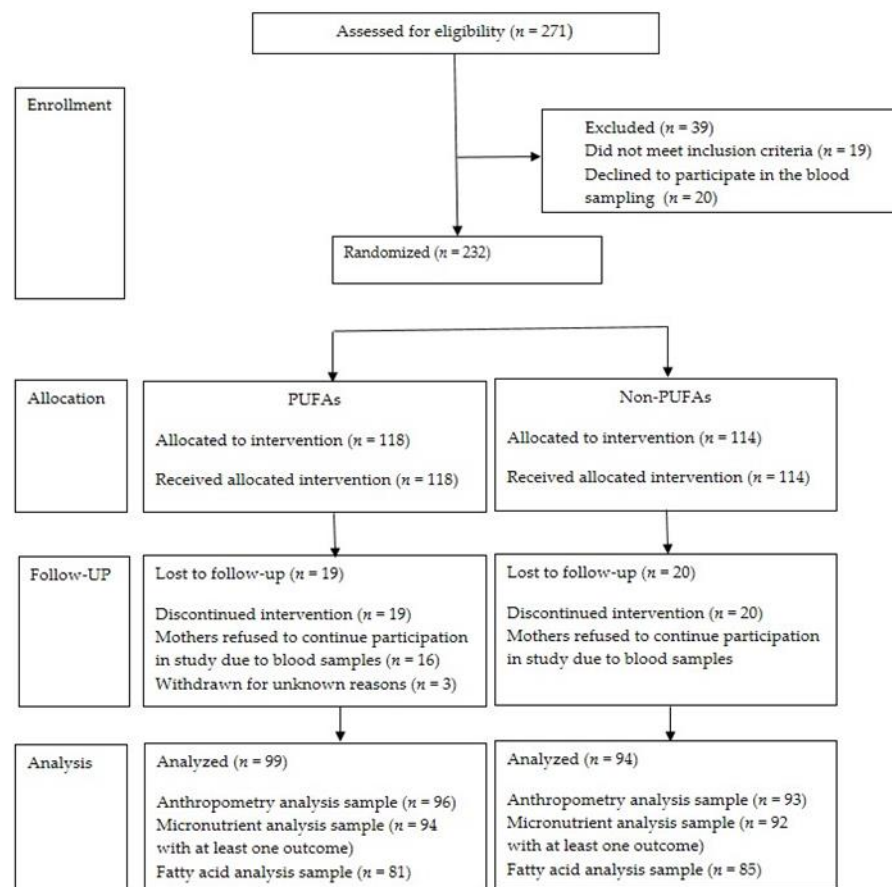 Assessed for eligibility (n = 271)
Enrollment
Excluded (n = 39)
Did not meet inclusion criteria (n = 19)
Declined to participate in the blood
sampling (n = 20)
Randomized (n = 232)
Allocation
PUFAs
Allocated to intervention (n = 118)
Received allocated intervention (n = 118)
Non-PUFAs
Allocated to intervention (n = 114)
Received allocated intervention (n = 114)
Follow-UP
Lost to follow-up (n = 19)
Discontinued intervention (n = 19)
Mothers refused to continue participation
in study due to blood samples (n = 16)
Withdrawn for unknown reasons (n = 3)
Lost to follow-up (n = 20)
Discontinued intervention (n = 20)
Mothers refused to continue participation
in study due to blood samples
Analysis
Analyzed (n = 99)
Anthropometry analysis sample (n = 96)
Micronutrient analysis sample (n = 94
with at least one outcome)
Fatty acid analysis sample (n = 81)
Analyzed (n = 94)
Anthropometry analysis sample (n = 93)
Micronutrient analysis sample (n = 92
with at least one outcome)
Fatty acid analysis sample (n = 85)